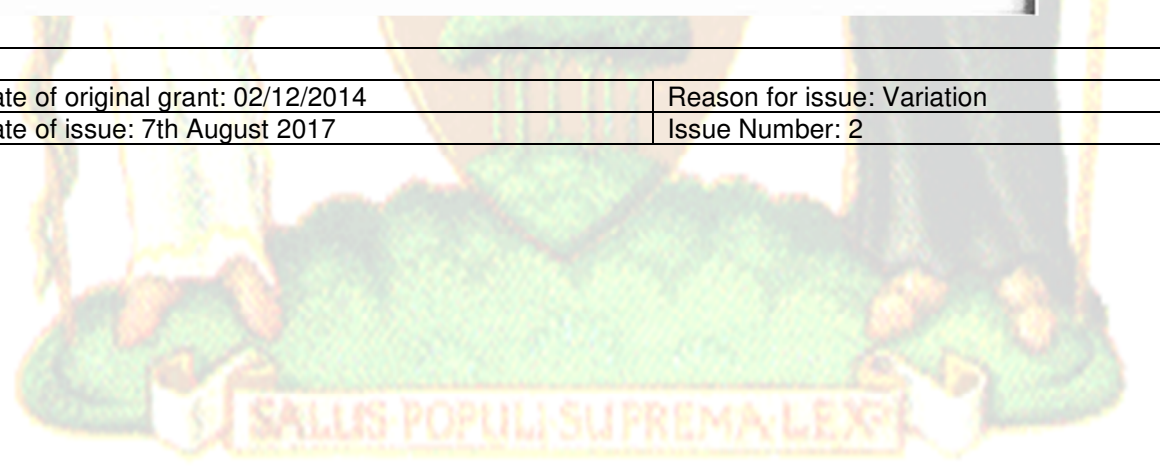 ate of original grant: 02/12/2014
Reason for issue: Variation
ate of issue: 7th August 2017
Issue Number: 2
SALUS POPULI SUPREMA LEX